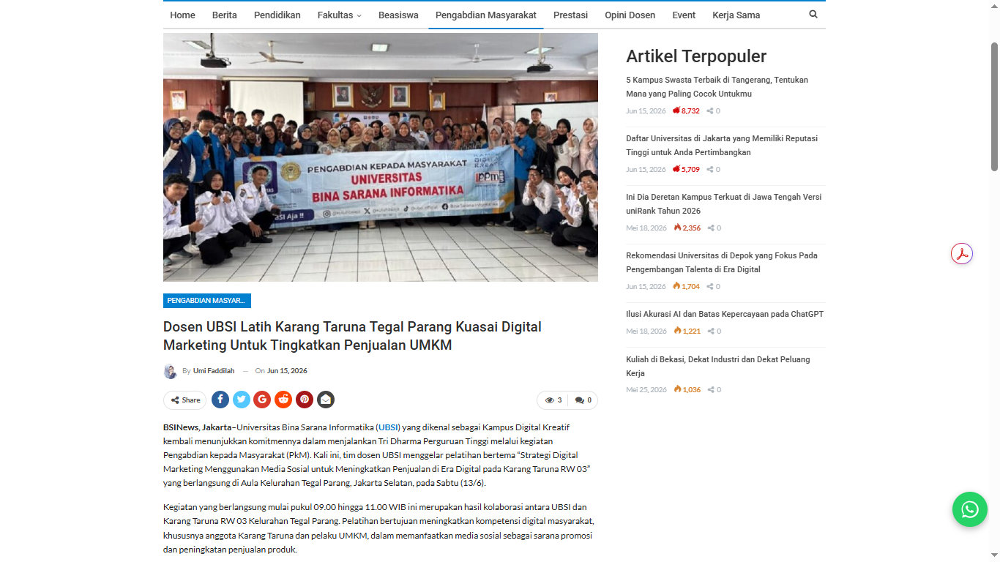 Home Berita Pendidikan Fakultas Beasiswa Pengabdian Masyarakat Prestasi Opini Dosen Event Kerja Sama
PENGABDIAN KEPADA MASYARAKAT
UNIVERSITAS
BINA SARANA INFORMATIKA
KAMPUS
DIGITAL
KREATIF
PENGABDIAN MASYAR...
Dosen UBSI Latih Karang Taruna Tegal Parang Kuasai Digital
Marketing Untuk Tingkatkan Penjualan UMKM
By Umi Faddilah — On Jun 15, 2026
Share
3 0
BSINews, Jakarta–Universitas Bina Sarana Informatika (UBSI) yang dikenal sebagai Kampus Digital Kreatif
kembali menunjukkan komitmennya dalam menjalankan Tri Dharma Perguruan Tinggi melalui kegiatan
Pengabdian kepada Masyarakat (PkM). Kali ini, tim dosen UBSI menggelar pelatihan bertema “Strategi Digital
Marketing Menggunakan Media Sosial untuk Meningkatkan Penjualan di Era Digital pada Karang Taruna RW 03”
yang berlangsung di Aula Kelurahan Tegal Parang, Jakarta Selatan, pada Sabtu (13/6).
Kegiatan yang berlangsung mulai pukul 09.00 hingga 11.00 WIB ini merupakan hasil kolaborasi antara UBSI dan
Karang Taruna RW 03 Kelurahan Tegal Parang. Pelatihan bertujuan meningkatkan kompetensi digital masyarakat,
khususnya anggota Karang Taruna dan pelaku UMKM, dalam memanfaatkan media sosial sebagai sarana promosi
dan peningkatan penjualan produk.
Artikel Terpopuler
5 Kampus Swasta Terbaik di Tangerang, Tentukan
Mana yang Paling Cocok Untukmu
Jun 15, 2026 8,732 0
Daftar Universitas di Jakarta yang Memiliki Reputasi
Tinggi untuk Anda Pertimbangkan
Jun 15, 2026 5,709 0
Ini Dia Deretan Kampus Terkuat di Jawa Tengah Versi
uniRank Tahun 2026
Mei 18, 2026 2,356 0
Rekomendasi Universitas di Depok yang Fokus Pada
Pengembangan Talenta di Era Digital
Jun 15, 2026 1,704 0
Ilusi Akurasi AI dan Batas Kepercayaan pada ChatGPT
Mei 18, 2026 1,221 0
Kuliah di Bekasi, Dekat Industri dan Dekat Peluang
Kerja
Mei 25, 2026 1,036 0